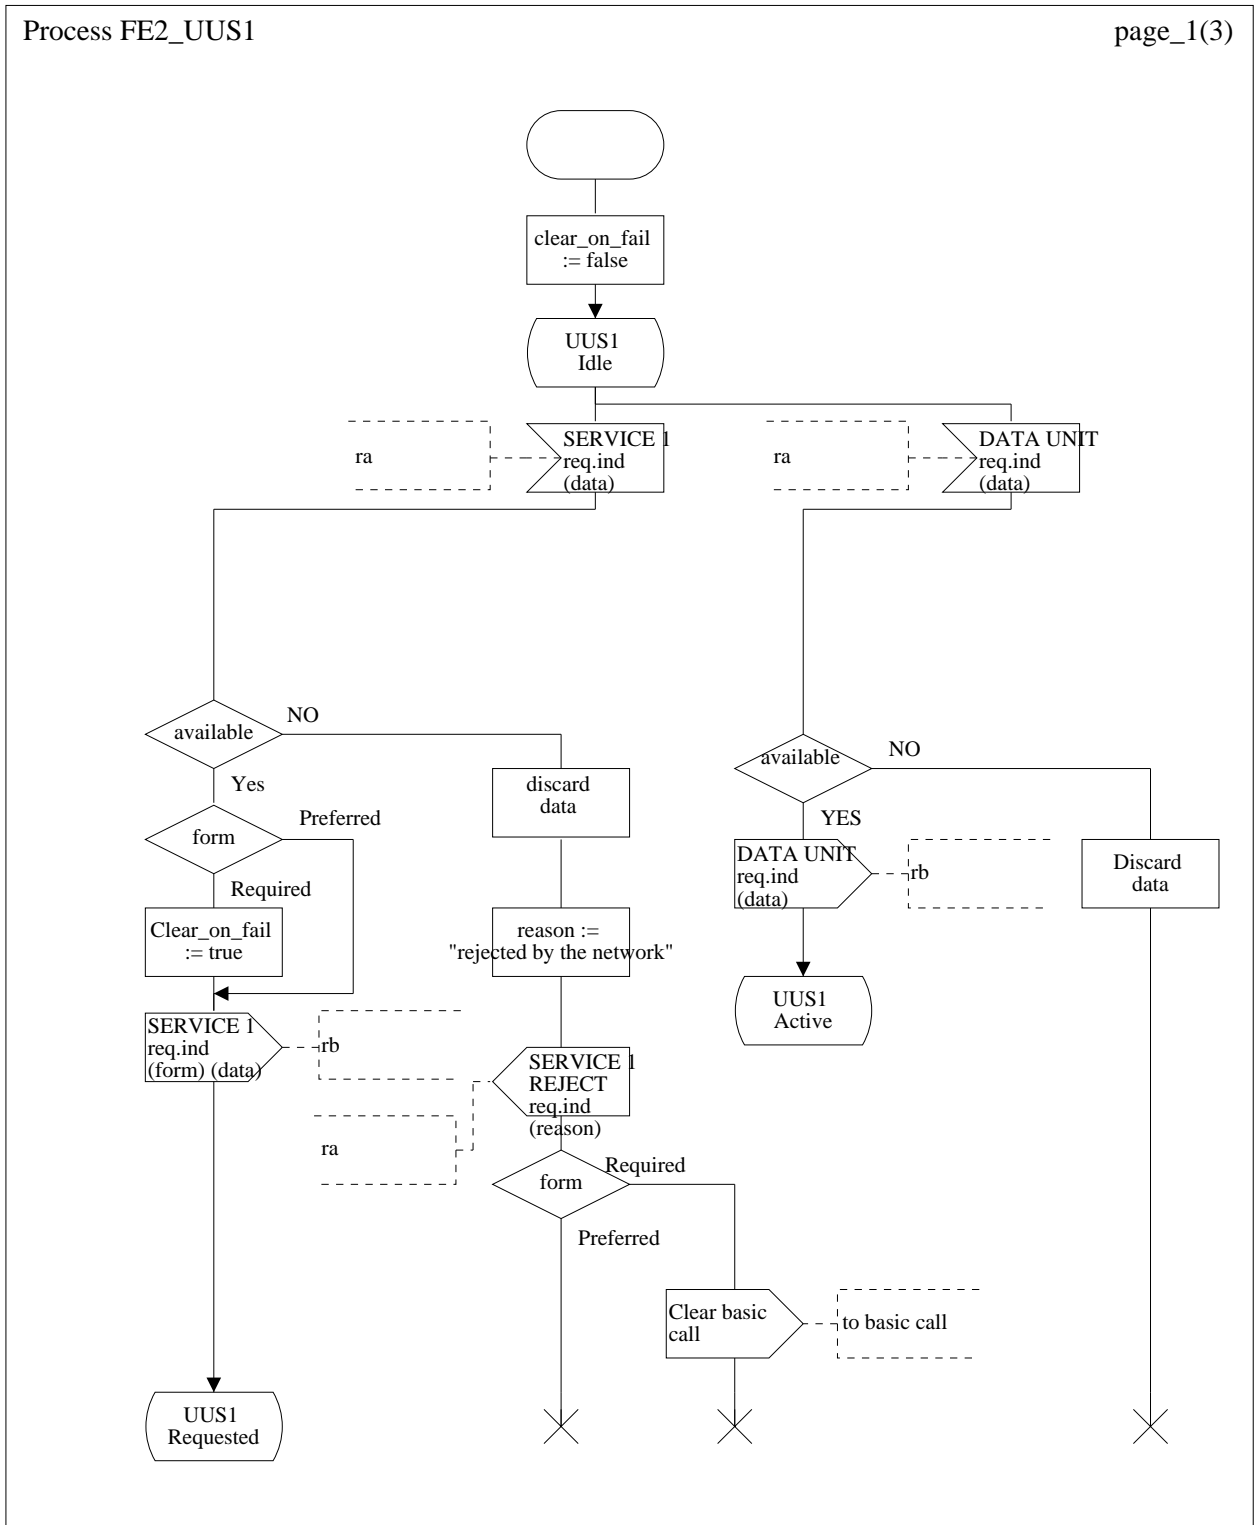 Process FE2_UUS1
page_1(3)
clear_on_fail
:= false
UUS1
Idle
ra
SERVICE 1
req.ind
(data)
ra
DATA UNIT
req.ind
(data)
available
NO
Yes
form
Preferred
Required
Clear_on_fail
:= true
SERVICE 1
req.ind
(form) (data)
rb
discard
data
reason :=
"rejected by the network"
SERVICE 1
REJECT
req.ind
(reason)
ra
form
Required
Preferred
Clear basic
call
to basic call
UUS1
Requested
available
NO
YES
DATA UNIT
req.ind
(data)
rb
Discard
data
UUS1
Active